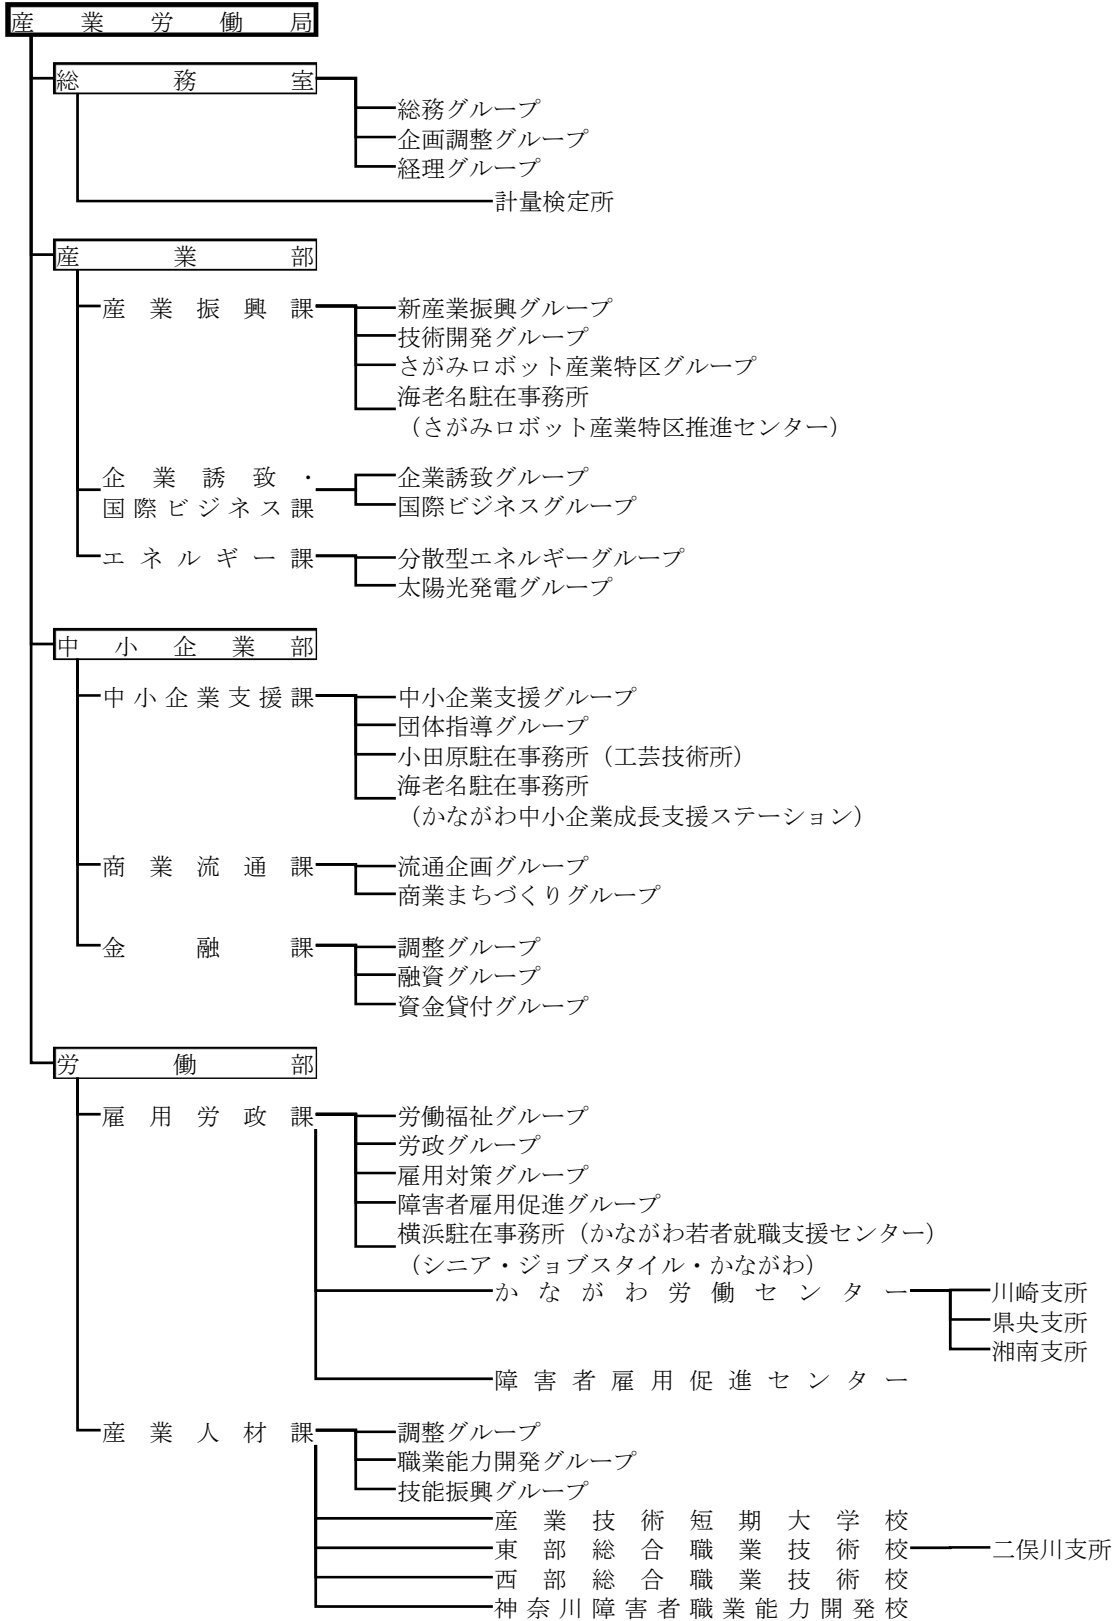 産業労働局
総務室
総務グループ
企画調整グループ
経理グループ
計量検定所
産業部
産業振興課
新産業振興グループ
技術開発グループ
さがみロボット産業特区グループ
海老名駐在事務所
（さがみロボット産業特区推進センター）
企業誘致・
国際ビジネス課
企業誘致グループ
国際ビジネスグループ
エネルギー課
分散型エネルギーグループ
太陽光発電グループ
中小企業部
中小企業支援課
中小企業支援グループ
団体指導グループ
小田原駐在事務所（工芸技術所）
海老名駐在事務所
（かながわ中小企業成長支援ステーション）
商業流通課
流通企画グループ
商業まちづくりグループ
金融課
調整グループ
融資グループ
資金貸付グループ
労働部
雇用労政課
労働福祉グループ
労政グループ
雇用対策グループ
障害者雇用促進グループ
横浜駐在事務所（かながわ若者就職支援センター）
（シニア・ジョブスタイル・かながわ）
かながわ労働センター
川崎支所
県央支所
湘南支所
障害者雇用促進センター
産業人材課
調整グループ
職業能力開発グループ
技能振興グループ
産業技術短期大学校
東部総合職業技術校
二俣川支所
西部総合職業技術校
神奈川障害者職業能力開発校